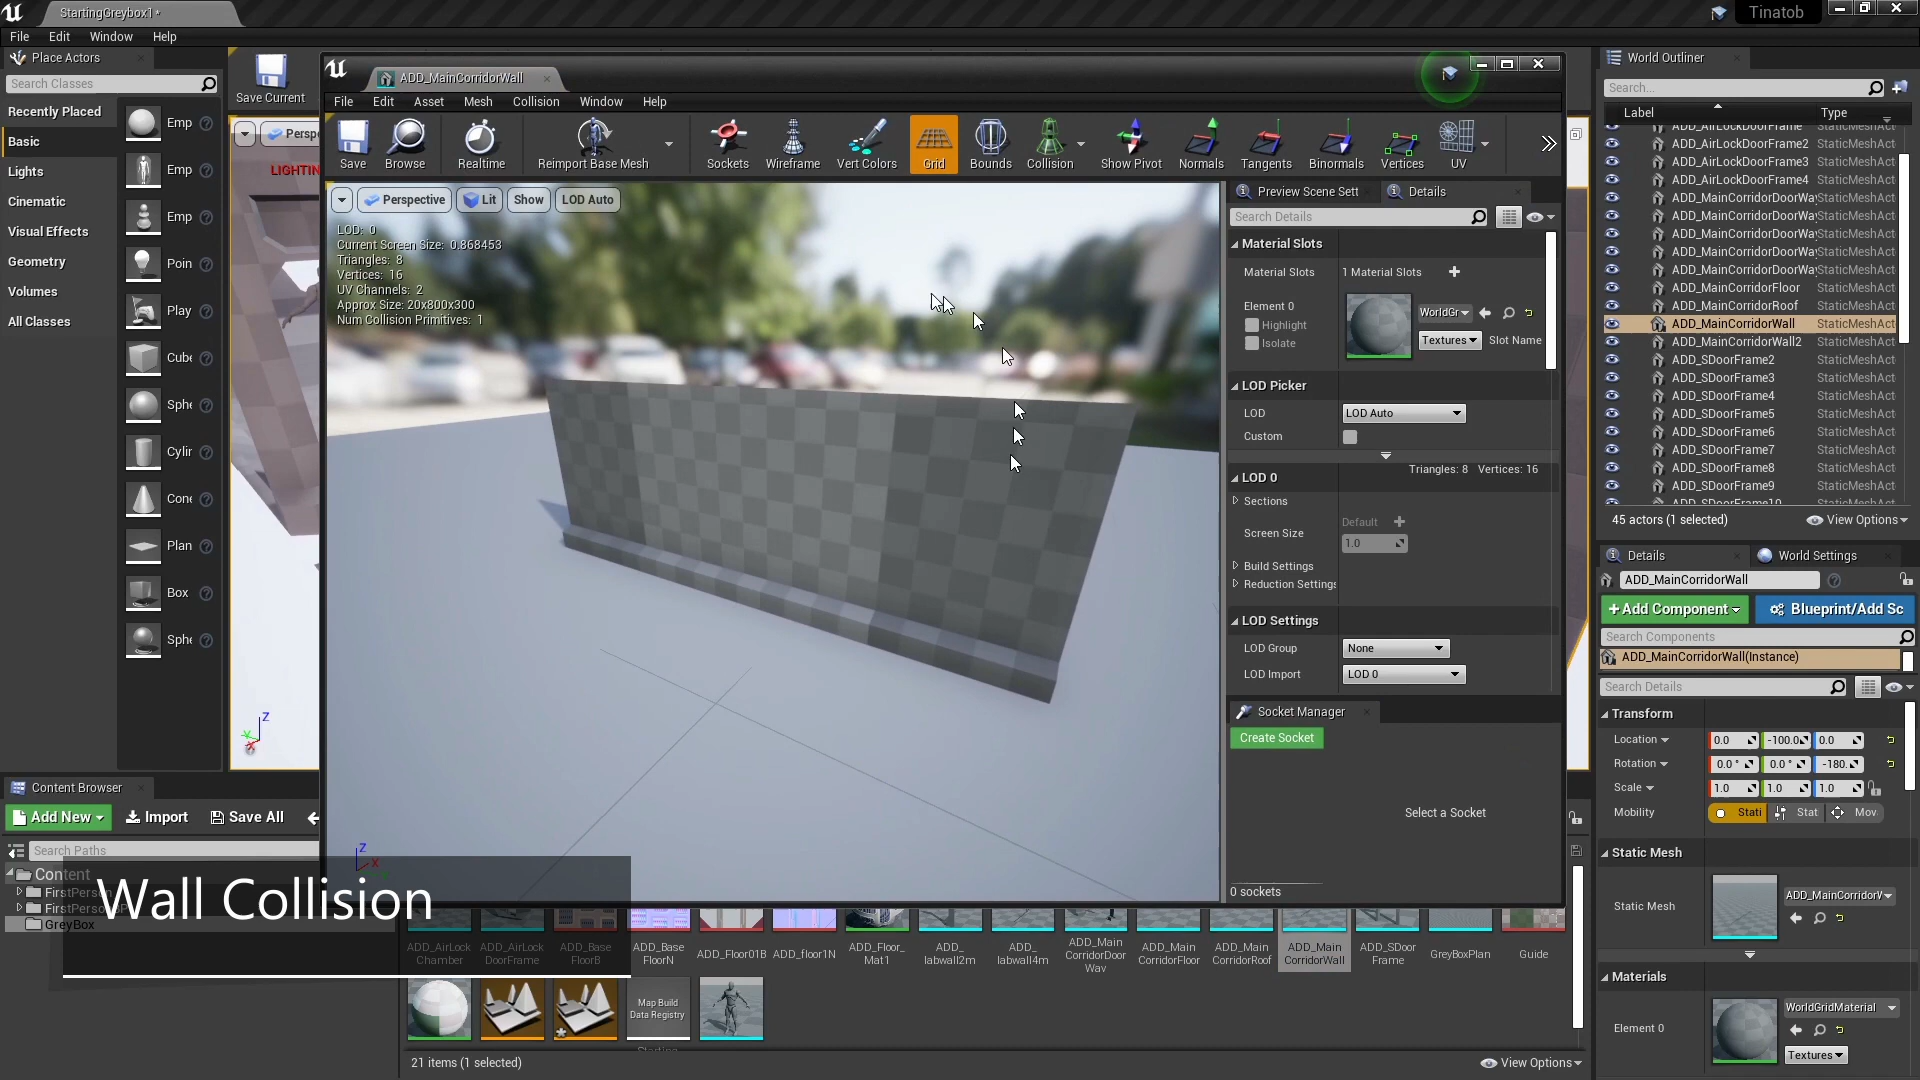 StartingGreybox1*
Tinatob
File Edit Window Help
Place Actors
Search Classes
Recently Placed
Basic
Lights
Cinematic
Visual Effects
Geometry
Volumes
All Classes
Emp
Emp
Emp
Poin
Play
Cube
Sphe
Cylir
Cone
Plan
Box
Sphe
Save Current
Persp
LIGHTIN
ADD_MainCorridorWall
File Edit Asset Mesh Collision Window Help
Save Browse Realtime Reimport Base Mesh Sockets Wireframe Vert Colors Grid Bounds Collision Show Pivot Normals Tangents Binormals Vertices UV
Perspective Lit Show LOD Auto
LOD: 0
Current Screen Size: 0.868453
Triangles: 8
Vertices: 16
UV Channels: 2
Approx Size: 20x800x300
Num Collision Primitives: 1
Preview Scene Sett Details
Search Details
Material Slots
Material Slots 1 Material Slots
Element 0
Highlight
Isolate
WorldGr
Textures Slot Name
LOD Picker
LOD LOD Auto
Custom
LOD 0 Triangles: 8 Vertices: 16
Sections
Screen Size Default
1.0
Build Settings
Reduction Settings
LOD Settings
LOD Group None
LOD Import LOD 0
Socket Manager
Create Socket
Select a Socket
0 sockets
World Outliner
Search...
Label Type
ADD_AirLockDoorFrame StaticMeshAct
ADD_AirLockDoorFrame2 StaticMeshAct
ADD_AirLockDoorFrame3 StaticMeshAct
ADD_AirLockDoorFrame4 StaticMeshAct
ADD_MainCorridorDoorWay StaticMeshAct
ADD_MainCorridorDoorWay StaticMeshAct
ADD_MainCorridorDoorWay StaticMeshAct
ADD_MainCorridorDoorWay StaticMeshAct
ADD_MainCorridorDoorWay StaticMeshAct
ADD_MainCorridorFloor StaticMeshAct
ADD_MainCorridorRoof StaticMeshAct
ADD_MainCorridorWall StaticMeshAct
ADD_MainCorridorWall2 StaticMeshAct
ADD_SDoorFrame2 StaticMeshAct
ADD_SDoorFrame3 StaticMeshAct
ADD_SDoorFrame4 StaticMeshAct
ADD_SDoorFrame5 StaticMeshAct
ADD_SDoorFrame6 StaticMeshAct
ADD_SDoorFrame7 StaticMeshAct
ADD_SDoorFrame8 StaticMeshAct
ADD_SDoorFrame9 StaticMeshAct
ADD_SDoorFrame10 StaticMeshAct
45 actors (1 selected) View Options
Details World Settings
ADD_MainCorridorWall
+Add Component Blueprint/Add Sc
Search Components
ADD_MainCorridorWall(Instance)
Search Details
Transform
Location 0.0 -100.0 0.0
Rotation 0.0 ° 0.0 ° -180.
Scale 1.0 1.0 1.0
Mobility Stati Stat Mov
Static Mesh
Static Mesh ADD_MainCorridorV
Materials
Element 0 WorldGridMaterial
Textures
Content Browser
Add New Import Save All
Search Paths
Content
FirstPerson
FirstPersonBP
GreyBox
Wall Collision
ADD_AirLock Chamber
ADD_AirLock DoorFrame
ADD_Base FloorB
ADD_Base FloorN
ADD_Floor01B
ADD_floor1N
ADD_Floor_ Mat1
ADD_ labwall2m
ADD_ labwall4m
ADD_Main CorridorDoor Way
ADD_Main CorridorFloor
ADD_Main CorridorRoof
ADD_Main CorridorWall
ADD_SDoor Frame
GreyBoxPlan
Guide
Map Build
Data Registry
21 items (1 selected) View Options